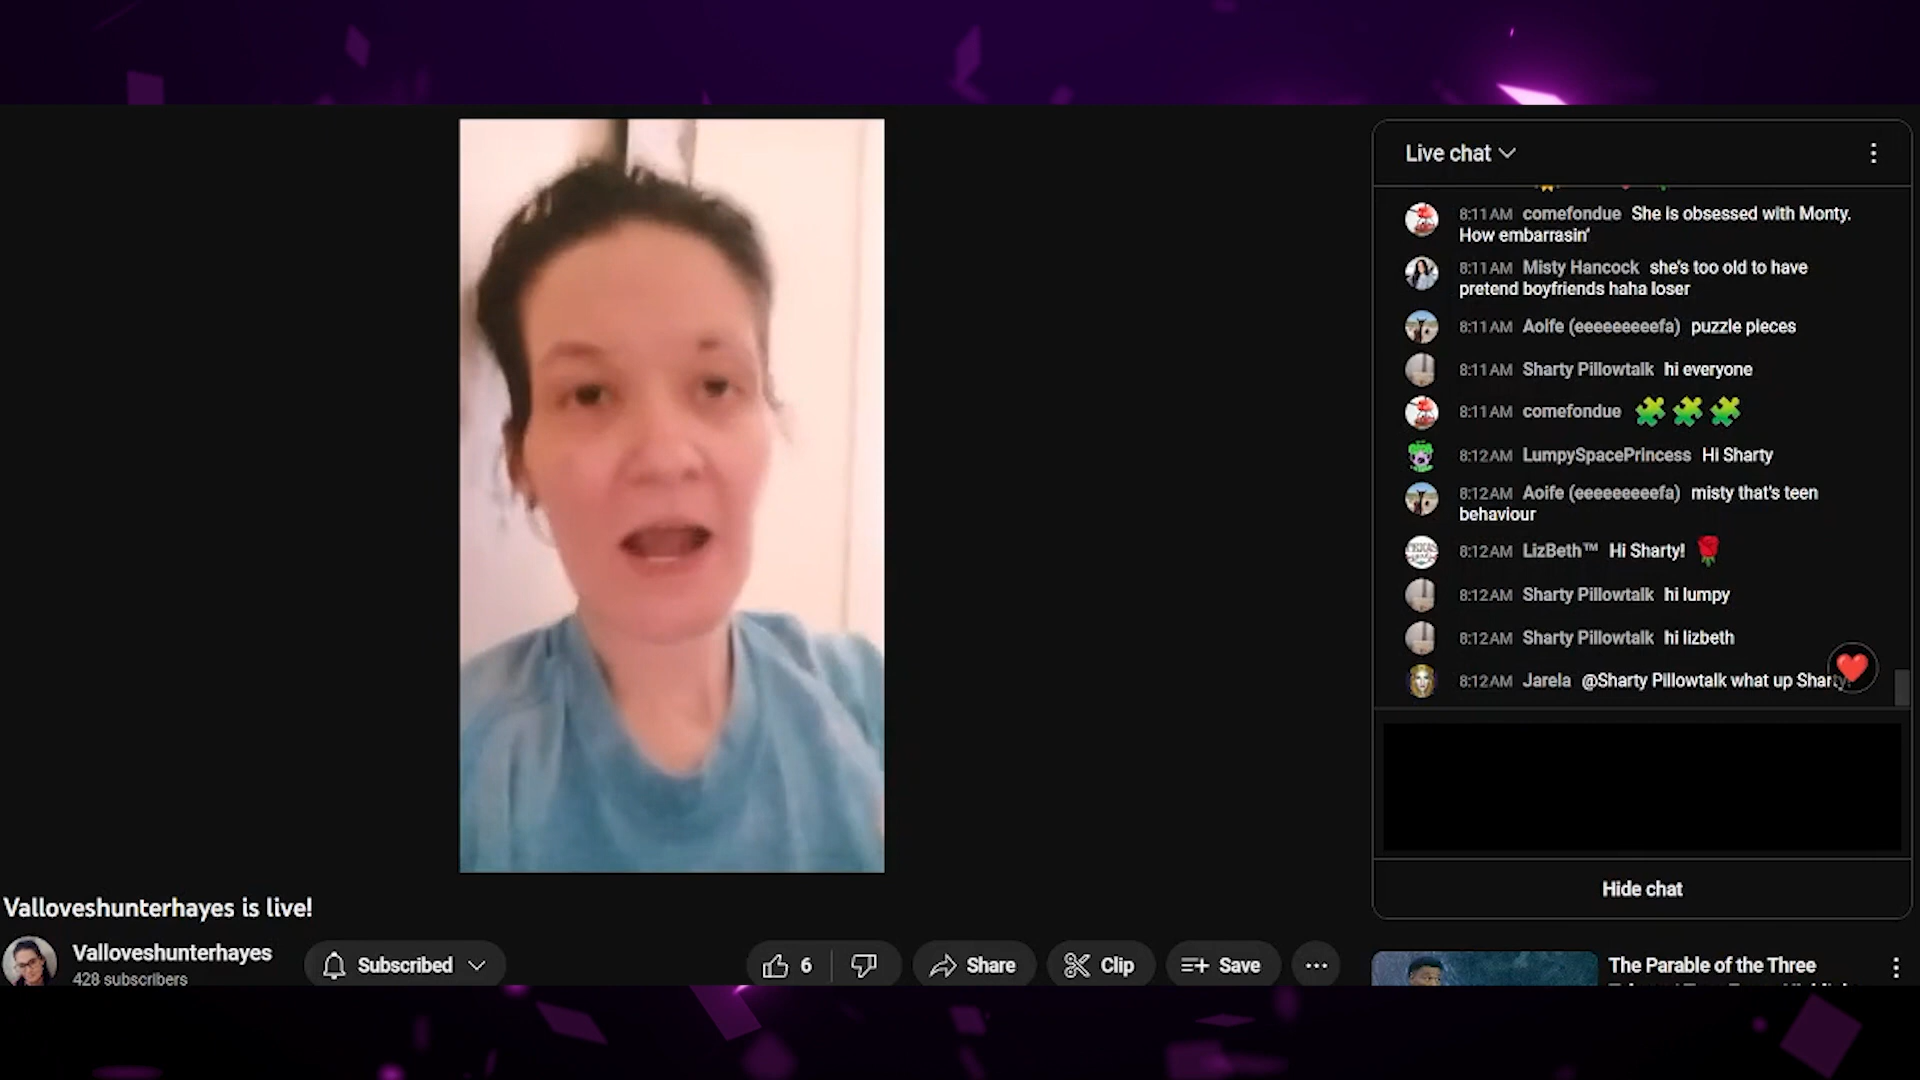 Live chat
8:11 AM comefondue She is obsessed with Monty.
How embarrasin'
8:11 AM Misty Hancock she's too old to have
pretend boyfriends haha loser
8:11 AM Aoife (eeeeeeeeefa) puzzle pieces
8:11 AM Sharty Pillowtalk hi everyone
8:11 AM comefondue
8:12 AM LumpySpacePrincess Hi Sharty
8:12 AM Aoife (eeeeeeeeefa) misty that's teen
behaviour
8:12 AM LizBeth™ Hi Sharty!
8:12 AM Sharty Pillowtalk hi lumpy
8:12 AM Sharty Pillowtalk hi lizbeth
8:12 AM Jarela @Sharty Pillowtalk what up Sharty
Hide chat
Valloveshunterhayes is live!
Valloveshunterhayes
428 subscribers
Subscribed
6
Share
Clip
Save
The Parable of the Three